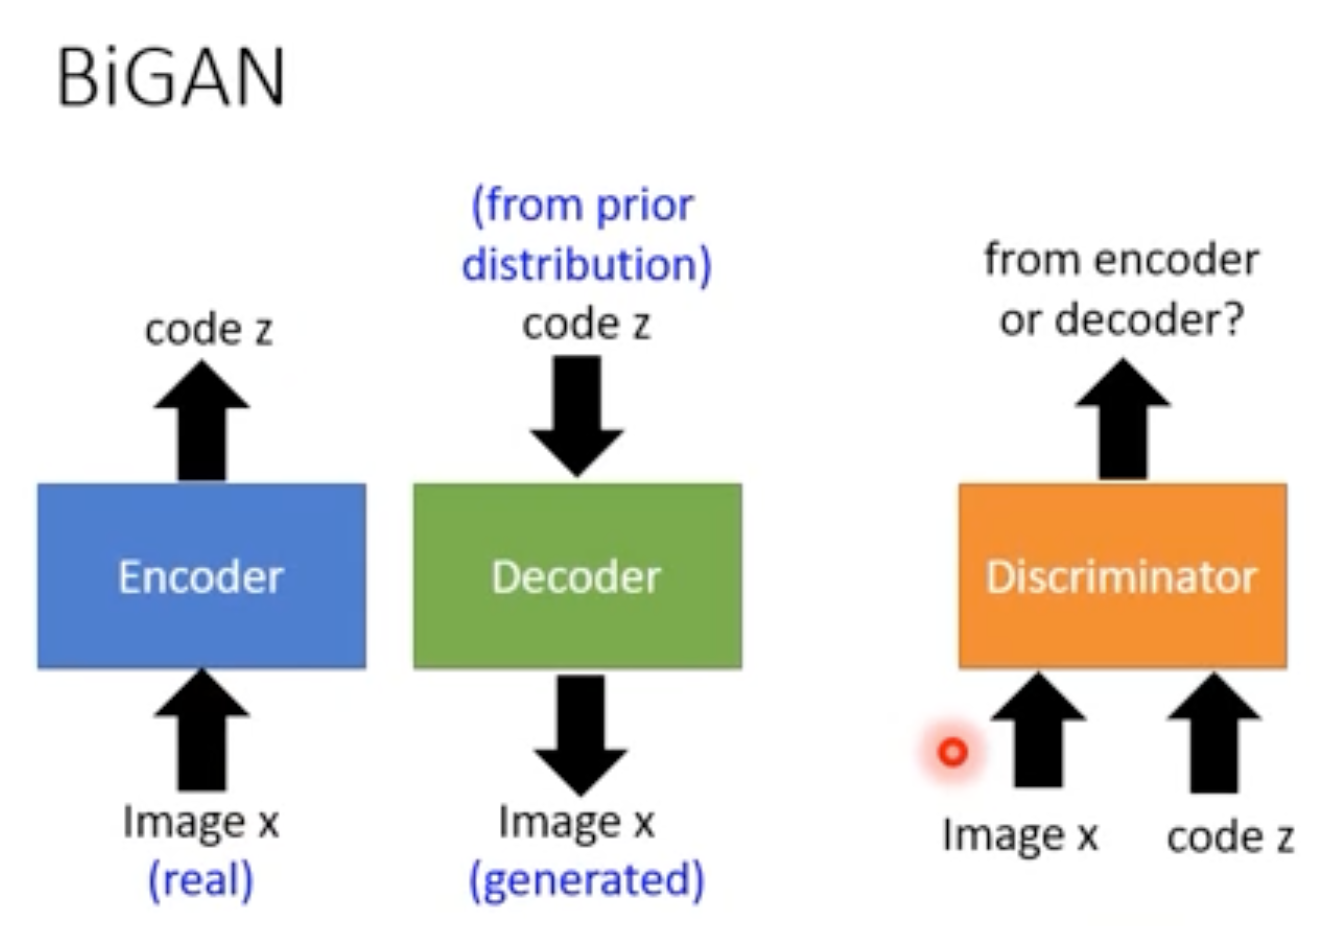 BiGAN
(from prior
distribution)
code z
code z
from encoder
or decoder?
Encoder
Decoder
Discriminator
Image x
(real)
Image x
(generated)
Image x
code z